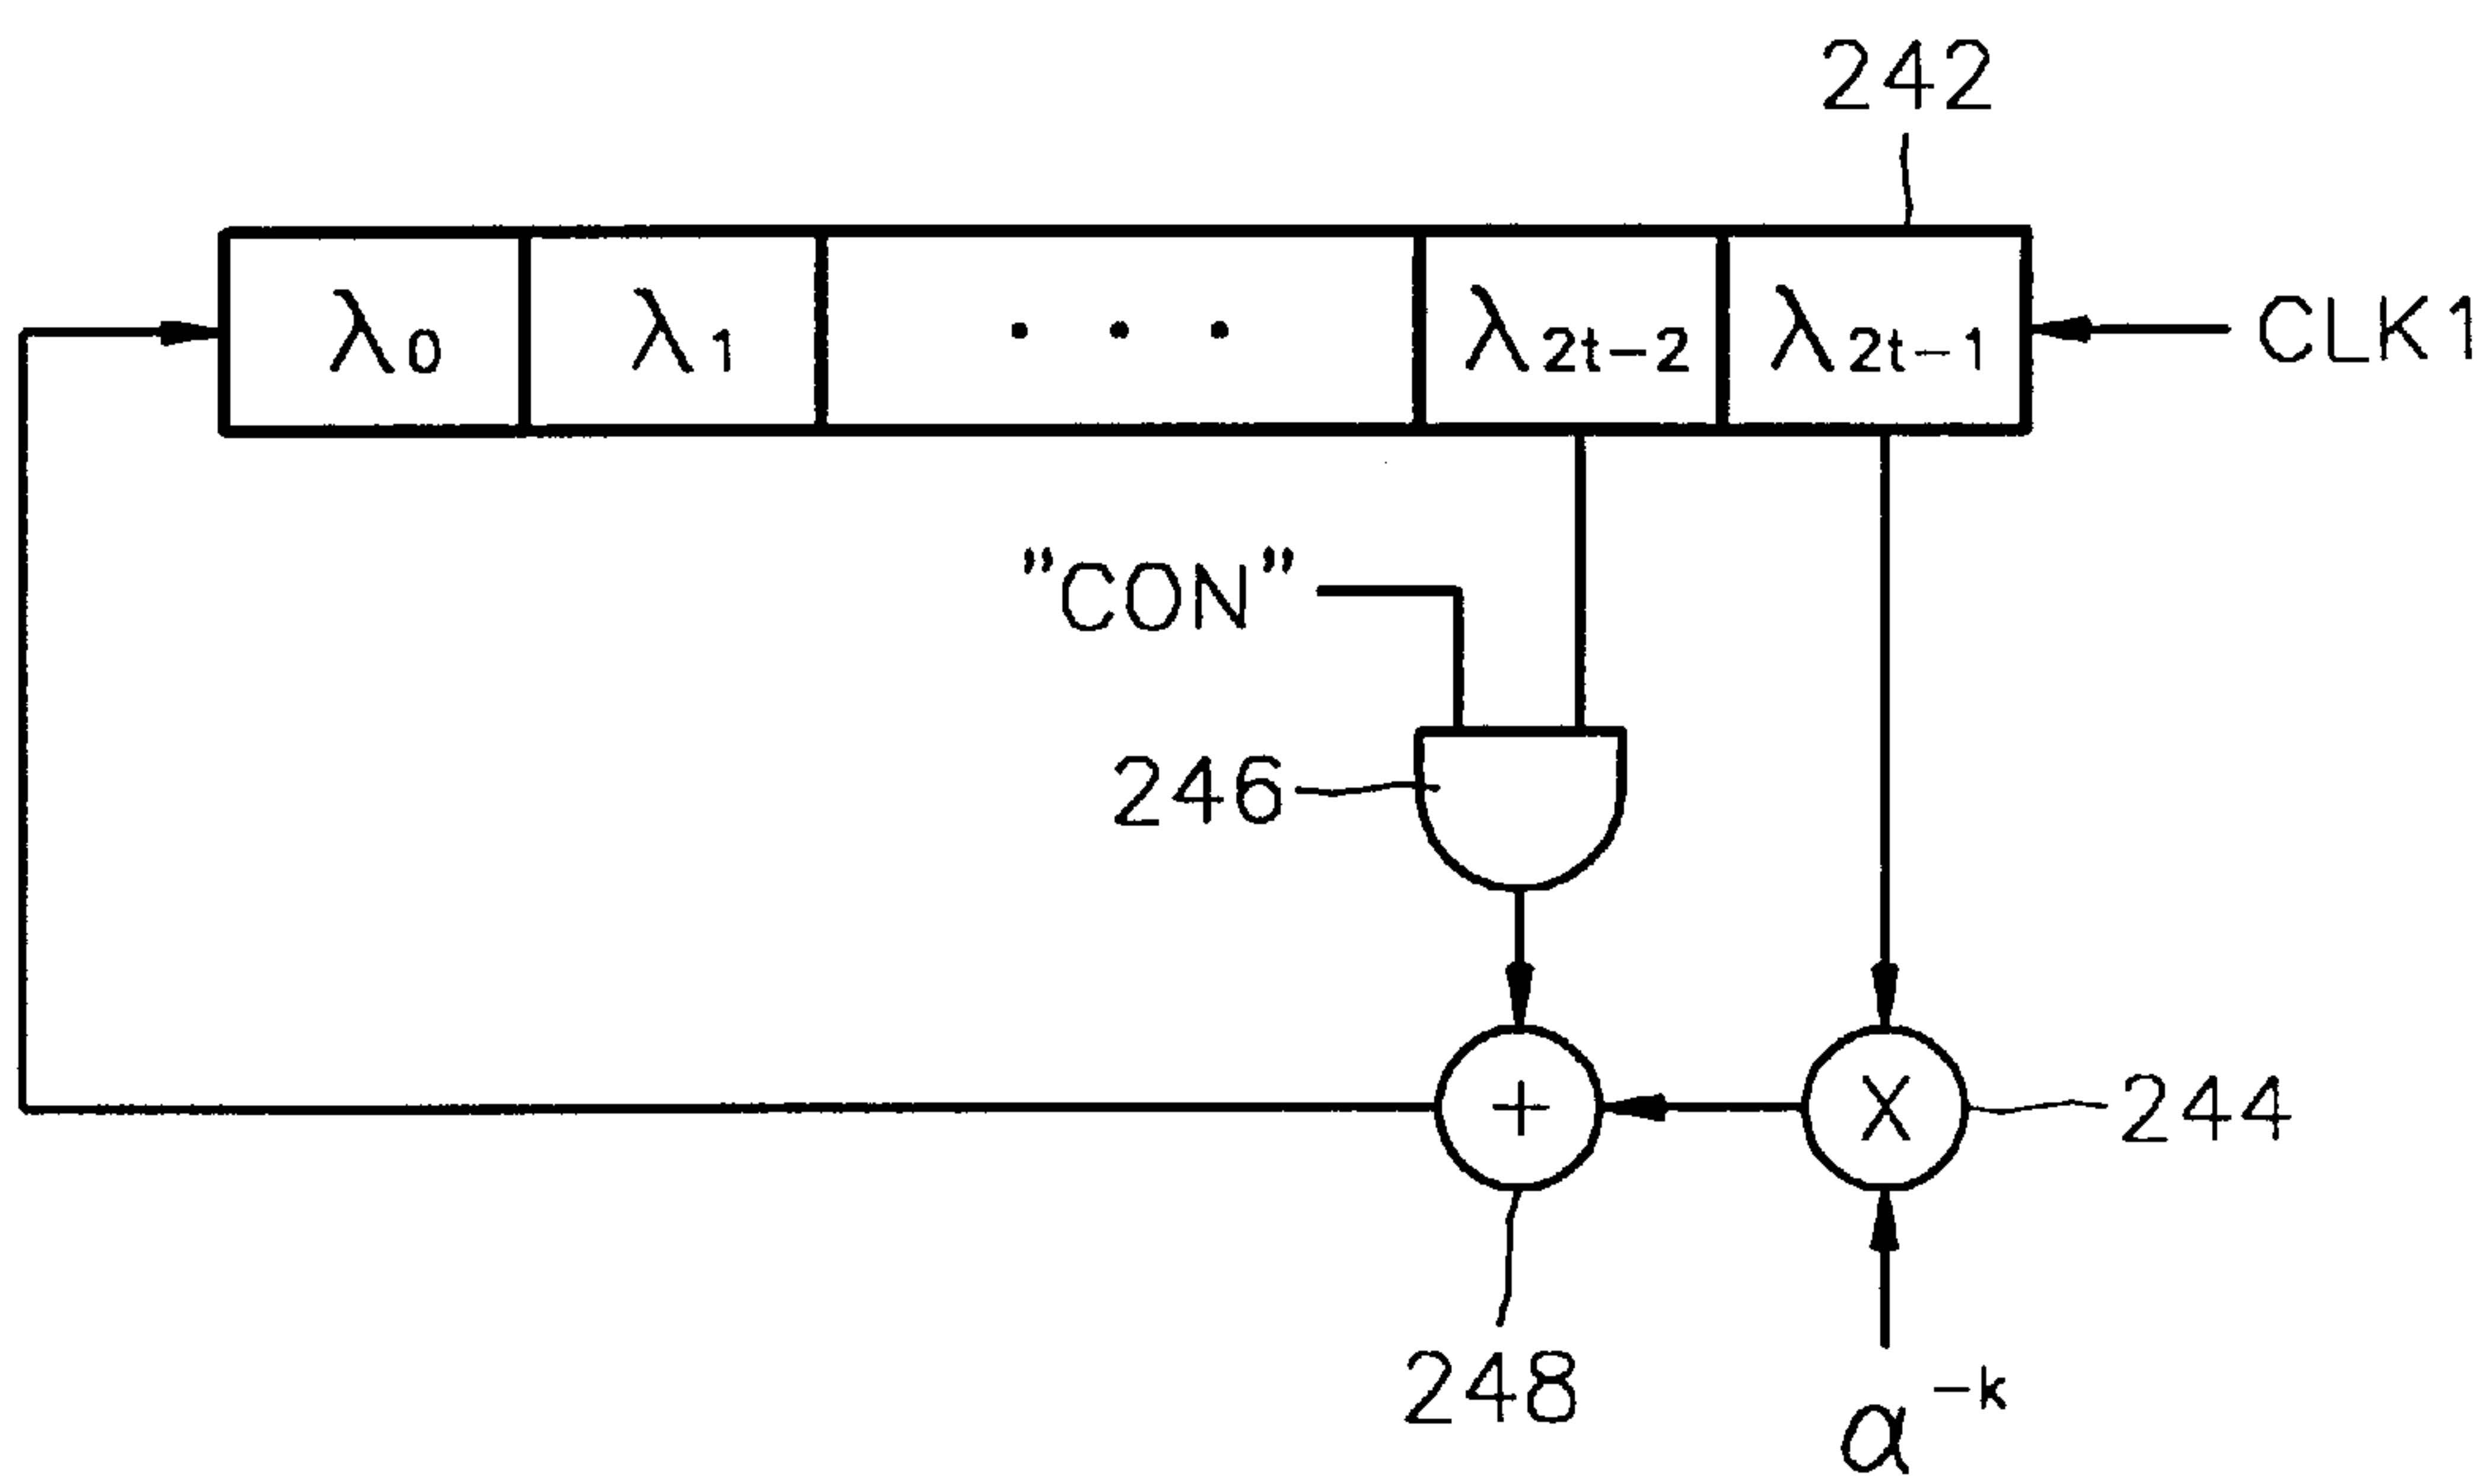 242
λ0 λ1 . . . λ2t-2 λ2t-1 CLK1
"CON"
246
+ X 244
248
α-k